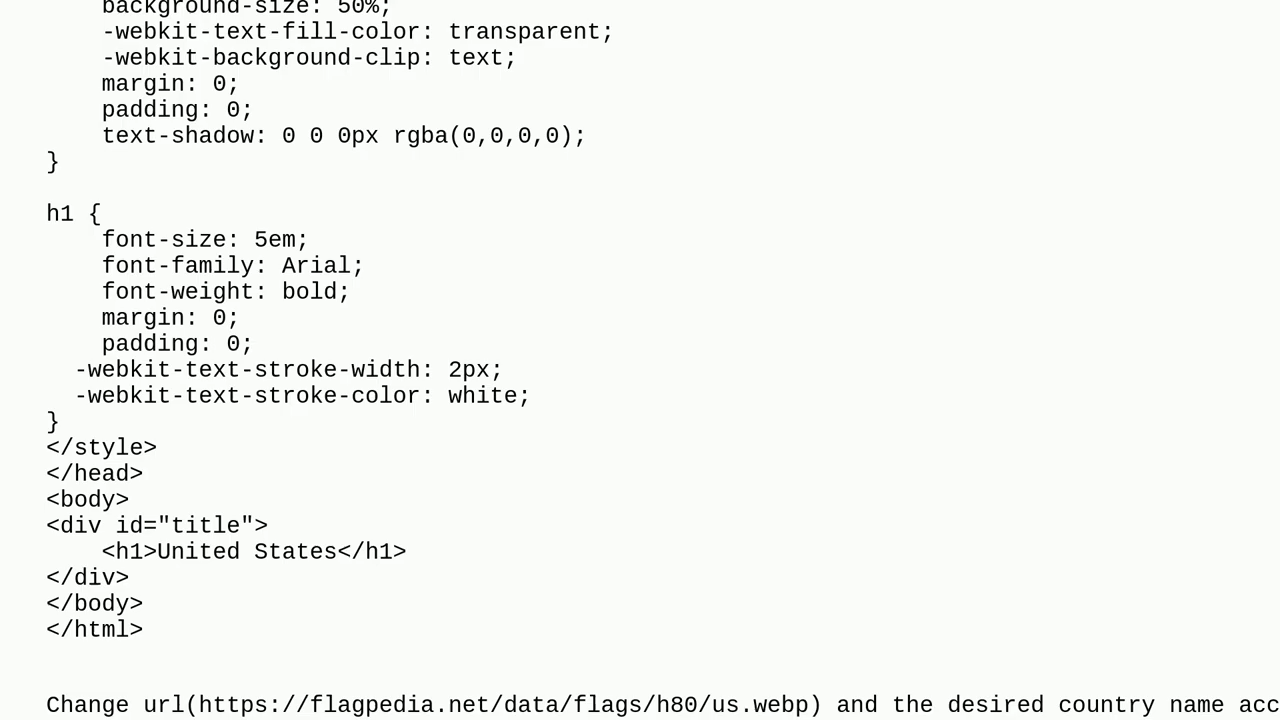 background-size: 50%;
-webkit-text-fill-color: transparent;
-webkit-background-clip: text;
margin: 0;
padding: 0;
text-shadow: 0 0 0px rgba(0,0,0,0);
}
h1 {
font-size: 5em;
font-family: Arial;
font-weight: bold;
margin: 0;
padding: 0;
-webkit-text-stroke-width: 2px;
-webkit-text-stroke-color: white;
}
</style>
</head>
<body>
<div id="title">
<h1>United States</h1>
</div>
</body>
</html>
Change url(https://flagpedia.net/data/flags/h80/us.webp) and the desired country name acc